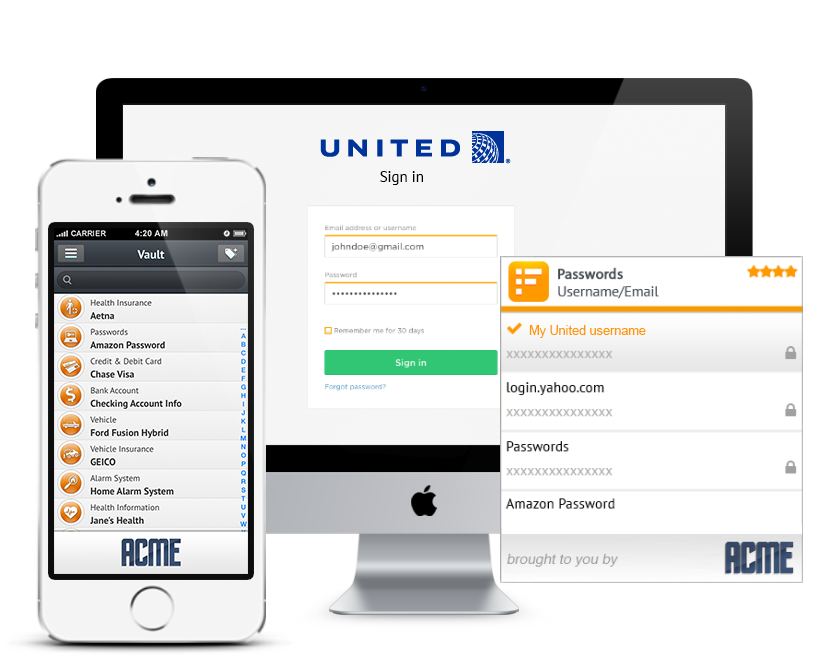 UNITED
Sign in
Email address or username
johndoe@gmail.com
Password
•••••••••••••••
Remember me for 30 days
Sign in
Forgot password?
CARRIER 4:20 AM
Vault
Health Insurance
Aetna
Passwords
Amazon Password
Credit & Debit Card
Chase Visa
Bank Account
Checking Account Info
Vehicle
Ford Fusion Hybrid
Vehicle Insurance
GEICO
Alarm System
Home Alarm System
Health Information
Jane's Health
A
B
C
D
E
F
G
H
I
J
K
L
M
N
O
P
Q
R
S
T
U
V
W
ACME
Passwords
Username/Email
My United username
xxxxxxxxxxxxxxx
login.yahoo.com
xxxxxxxxxxxxxxx
Passwords
xxxxxxxxxxxxxxx
Amazon Password
brought to you by ACME